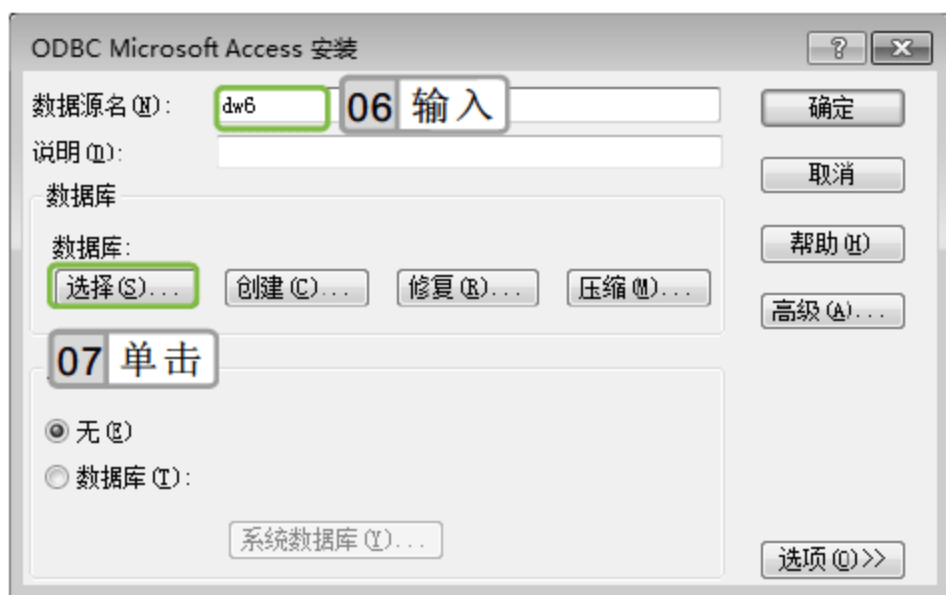 ODBC Microsoft Access 安装
数据源名(N): dw6 06 输入 确定
说明(D):
取消
数据库
数据库:
帮助(H)
选择(S)... 创建(C)... 修复(R)... 压缩(M)...
高级(A)...
07 单击
无(E)
数据库(T):
系统数据库(Y)...
选项(O)>>